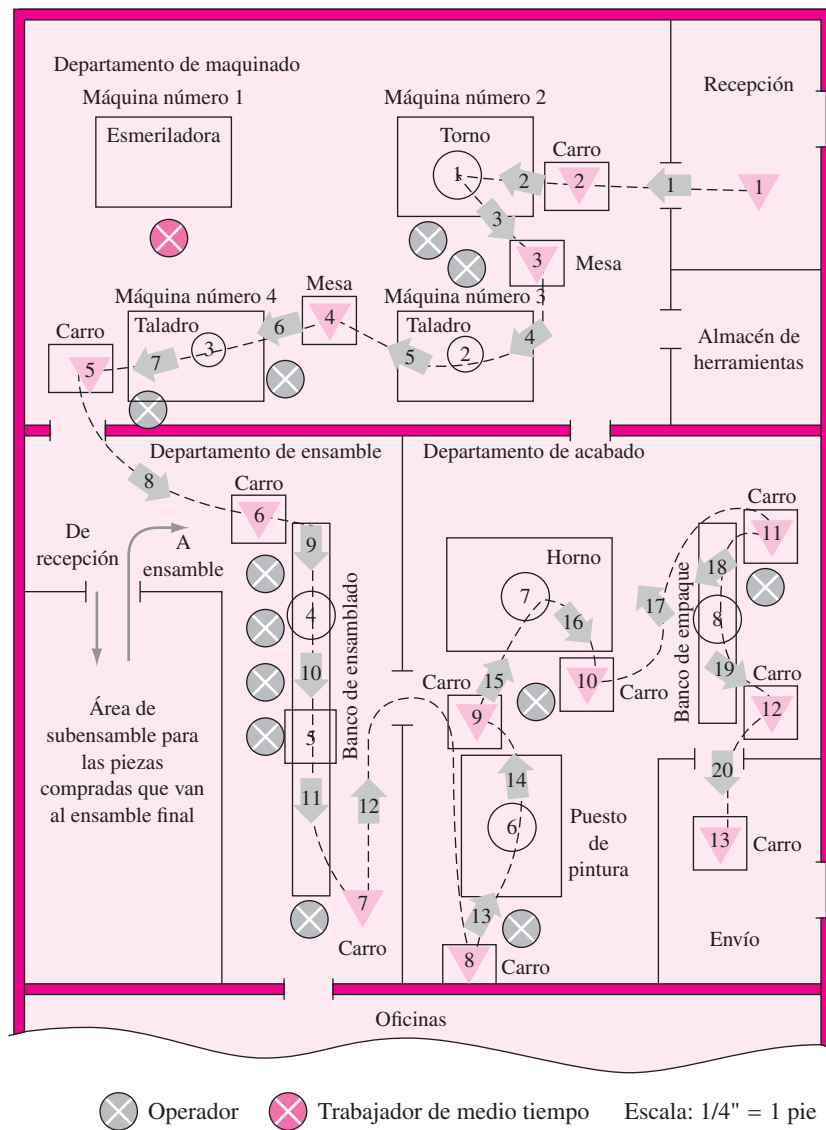 Departamento de maquinado
Máquina número 1
Esmeriladora
Máquina número 2
Torno
1
2
Carro
2
1
Recepción
1
3
3
Mesa
Máquina número 4
Taladro
3
Mesa
4
6
Máquina número 3
Taladro
2
4
5
Carro
5
7
Almacén de
herramientas
8
Departamento de ensamble
Carro
6
9
De
recepción
A
ensamble
4
10
Banco de ensamblado
5
11
12
7
Carro
Área de
subensamble para
las piezas
compradas que van
al ensamble final
Departamento de acabado
Horno
7
16
15
Carro
9
10
Carro
17
14
6
Puesto
de
pintura
13
8
Carro
Carro
11
18
Banco de empaque
8
19
Carro
12
20
13
Carro
Envío
Oficinas
Operador
Trabajador de medio tiempo
Escala: 1/4" = 1 pie